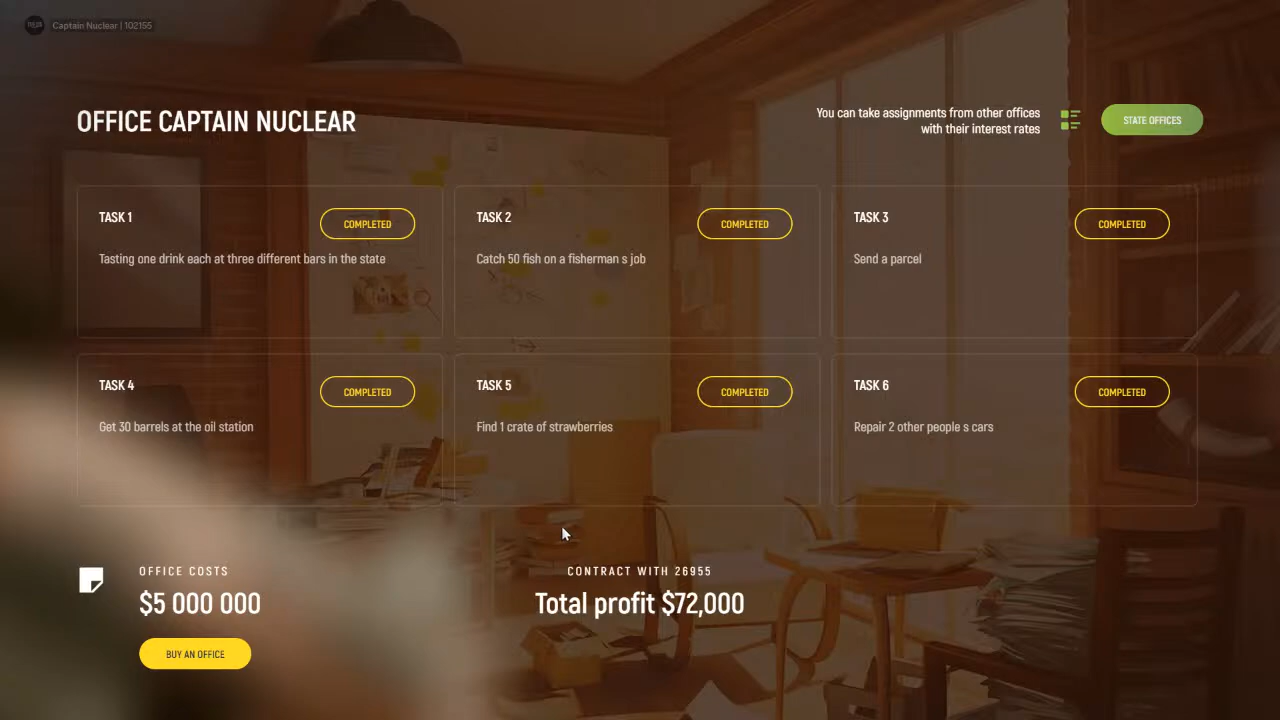 Captain Nuclear | 102155
OFFICE CAPTAIN NUCLEAR
You can take assignments from other offices
with their interest rates
STATE OFFICES
TASK 1
COMPLETED
Tasting one drink each at three different bars in the state
TASK 2
COMPLETED
Catch 50 fish on a fisherman s job
TASK 3
COMPLETED
Send a parcel
TASK 4
COMPLETED
Get 30 barrels at the oil station
TASK 5
COMPLETED
Find 1 crate of strawberries
TASK 6
COMPLETED
Repair 2 other people s cars
OFFICE COSTS
$5 000 000
BUY AN OFFICE
CONTRACT WITH 26955
Total profit $72,000